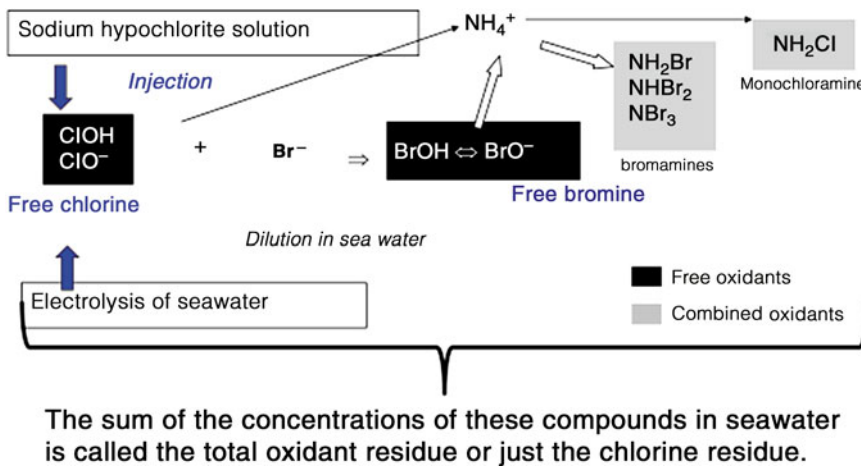 Sodium hypochlorite solution
NH₄⁺
NH₂Cl
Monochloramine
Injection
NH₂Br
NHBr₂
NBr₃
bromamines
ClOH
ClO⁻
+
Br⁻
⇒
BrOH ⇔ BrO⁻
Free chlorine
Free bromine
Dilution in sea water
Electrolysis of seawater
Free oxidants
Combined oxidants
The sum of the concentrations of these compounds in seawater
is called the total oxidant residue or just the chlorine residue.